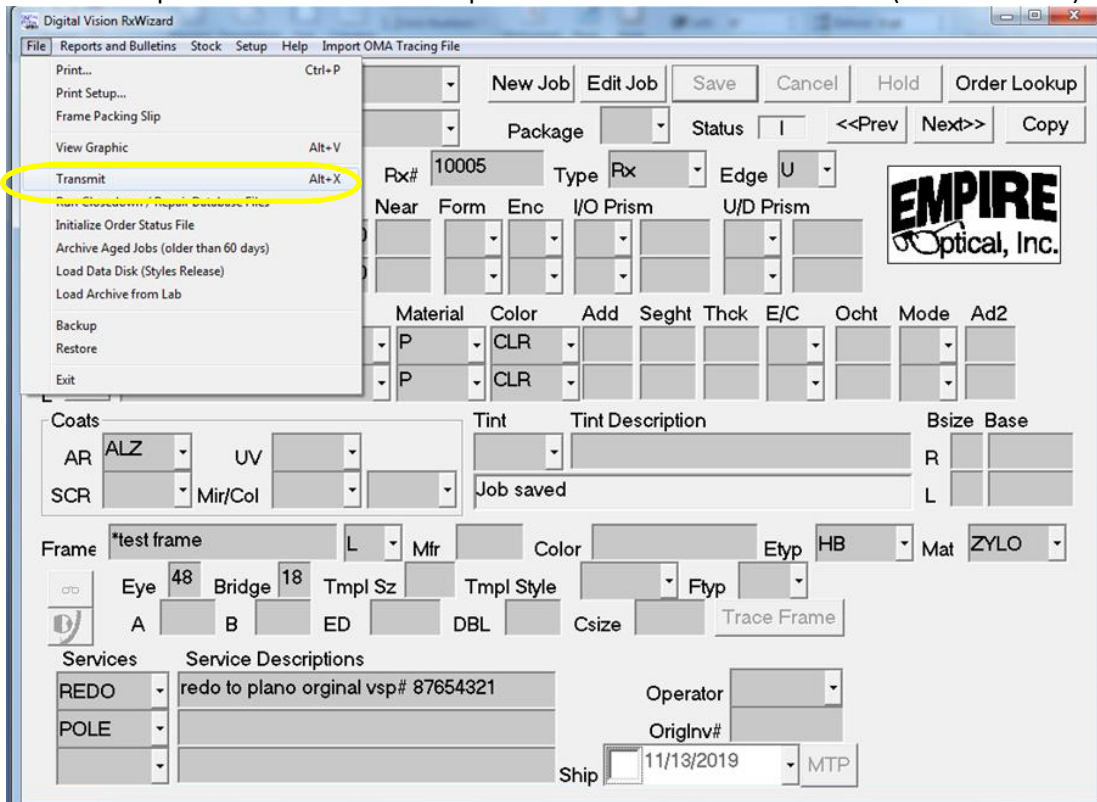 Digital Vision RxWizard
File Reports and Bulletins Stock Setup Help Import OMA Tracing File
Print... Ctrl+P
Print Setup...
Frame Packing Slip
View Graphic Alt+V
Transmit Alt+X
Run Closedown / Repair Database Files
Initialize Order Status File
Archive Aged Jobs (older than 60 days)
Load Data Disk (Styles Release)
Load Archive from Lab
Backup
Restore
Exit
New Job Edit Job Save Cancel Hold Order Lookup
Package Status I <<Prev Next>> Copy
Rx# 10005 Type Rx Edge U
EMPIRE
Optical, Inc.
Near Form Enc I/O Prism U/D Prism
Material Color Add Seght Thck E/C Ocht Mode Ad2
P CLR
P CLR
Coats Tint Tint Description Bsize Base
AR ALZ UV R
SCR Mir/Col Job saved L
Frame *test frame L Mfr Color Etyp HB Mat ZYLO
Eye 48 Bridge 18 Tmpl Sz Tmpl Style Ftyp
A B ED DBL Csize Trace Frame
Services Service Descriptions
REDO redo to plano orginal vsp# 87654321 Operator
POLE OrigInv#
Ship 11/13/2019 MTP